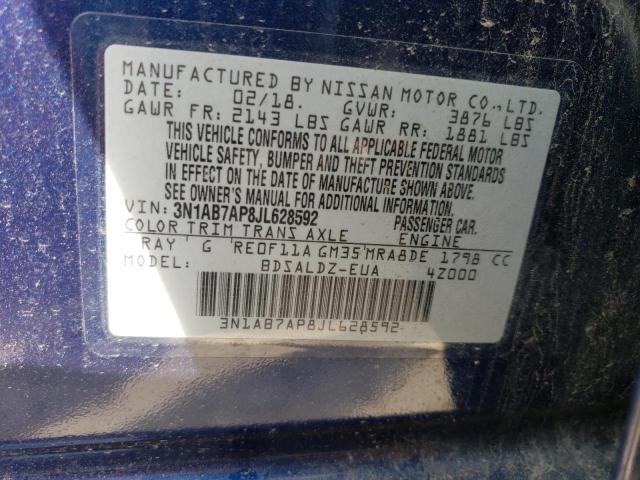 MANUFACTURED BY NISSAN MOTOR CO.,LTD.
DATE: 02/18. GVWR: 3876 LBS
GAWR FR: 2143 LBS GAWR RR: 1881 LBS
THIS VEHICLE CONFORMS TO ALL APPLICABLE FEDERAL MOTOR
VEHICLE SAFETY, BUMPER AND THEFT PREVENTION STANDARDS
IN EFFECT ON THE DATE OF MANUFACTURE SHOWN ABOVE.
SEE OWNER'S MANUAL FOR ADDITIONAL INFORMATION.
VIN: 3N1AB7AP8JL628592 PASSENGER CAR.
COLOR TRIM TRANS AXLE ENGINE
RAY G RE0F11A GM35 MRA8DE 1798 CC
BDSALDZ-EUA 4Z000
3N1AB7AP8JL628592